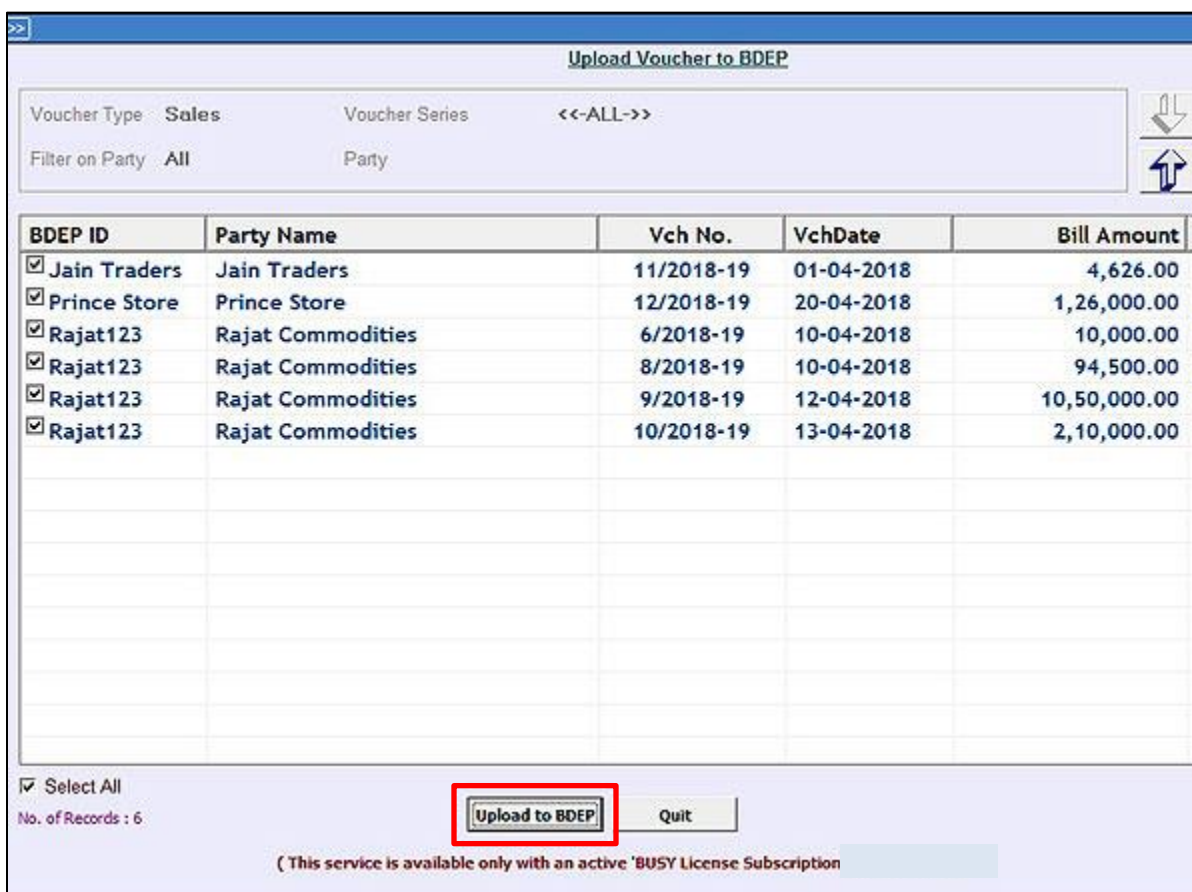 >>
Upload Voucher to BDEP
Voucher Type Sales Voucher Series <<-ALL->>
Filter on Party All Party
BDEP ID Party Name Vch No. VchDate Bill Amount
Jain Traders Jain Traders 11/2018-19 01-04-2018 4,626.00
Prince Store Prince Store 12/2018-19 20-04-2018 1,26,000.00
Rajat123 Rajat Commodities 6/2018-19 10-04-2018 10,000.00
Rajat123 Rajat Commodities 8/2018-19 10-04-2018 94,500.00
Rajat123 Rajat Commodities 9/2018-19 12-04-2018 10,50,000.00
Rajat123 Rajat Commodities 10/2018-19 13-04-2018 2,10,000.00
Select All
No. of Records : 6
Upload to BDEP Quit
( This service is available only with an active 'BUSY License Subscription